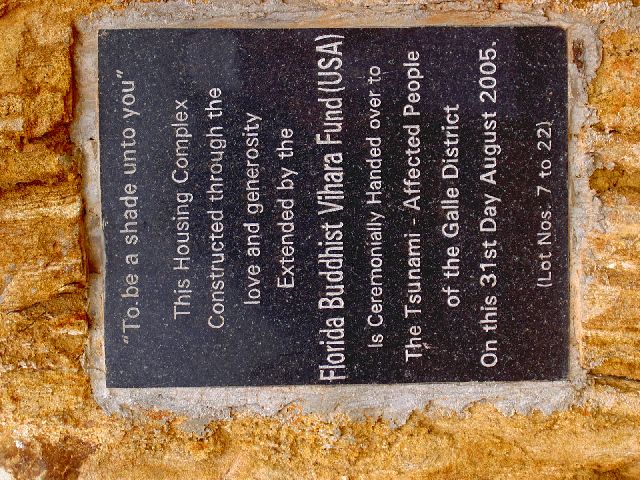 "To be a shade unto you"
This Housing Complex
Constructed through the
love and generosity
Extended by the
Florida Buddhist Vihara Fund (USA)
Is Ceremonially Handed over to
The Tsunami - Affected People
of the Galle District
On this 31st Day August 2005.
(Lot Nos. 7 to 22)